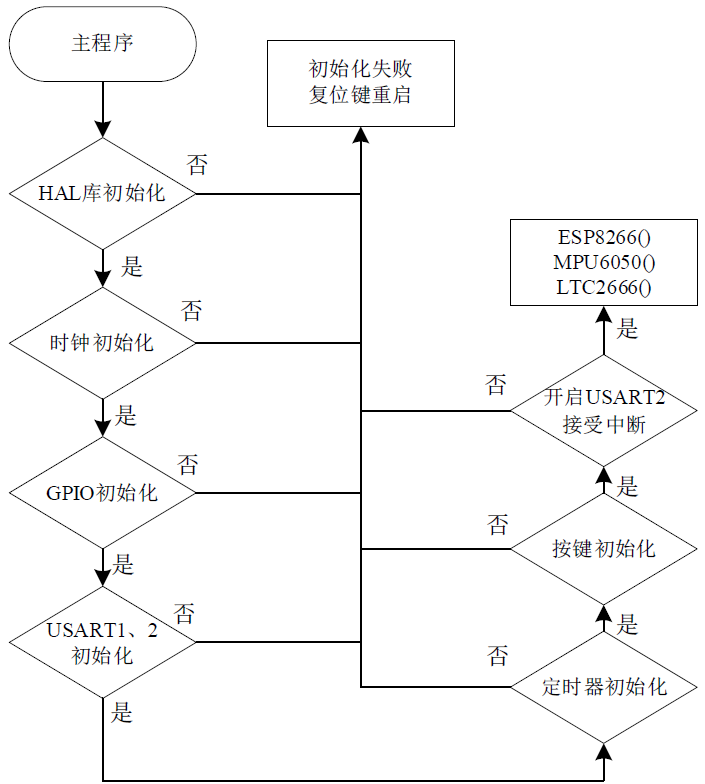 主程序
初始化失败
复位键重启
否
HAL库初始化
是
否
时钟初始化
是
否
GPIO初始化
是
否
USART1、2
初始化
是
否
定时器初始化
是
否
按键初始化
是
否
开启USART2
接受中断
是
ESP8266()
MPU6050()
LTC2666()